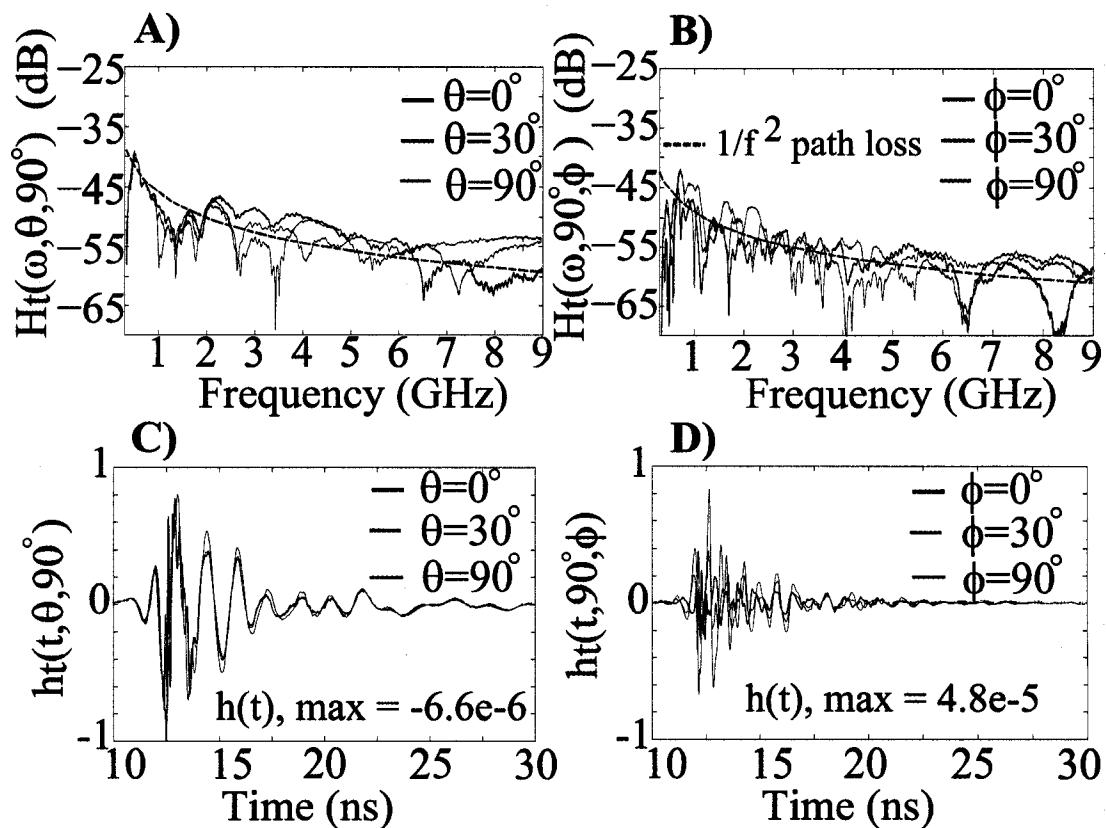 A)
Ht(ω,θ,90°) (dB)
−25
−35
−45
−55
−65
θ=0°
θ=30°
θ=90°
1 2 3 4 5 6 7 8 9
Frequency (GHz)
B)
Ht(ω,90°,ϕ) (dB)
−25
−35
−45
−55
−65
ϕ=0°
ϕ=30°
ϕ=90°
1/f ² path loss
1 2 3 4 5 6 7 8 9
Frequency (GHz)
C)
ht(t,θ,90°)
1
0
-1
θ=0°
θ=30°
θ=90°
h(t), max = -6.6e-6
10 15 20 25 30
Time (ns)
D)
ht(t,90°,ϕ)
1
0
-1
ϕ=0°
ϕ=30°
ϕ=90°
h(t), max = 4.8e-5
10 15 20 25 30
Time (ns)